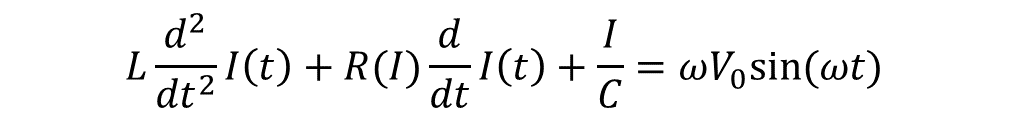 L d²/dt² I(t) + R(I) d/dt I(t) + I/C = ωV₀sin(ωt)